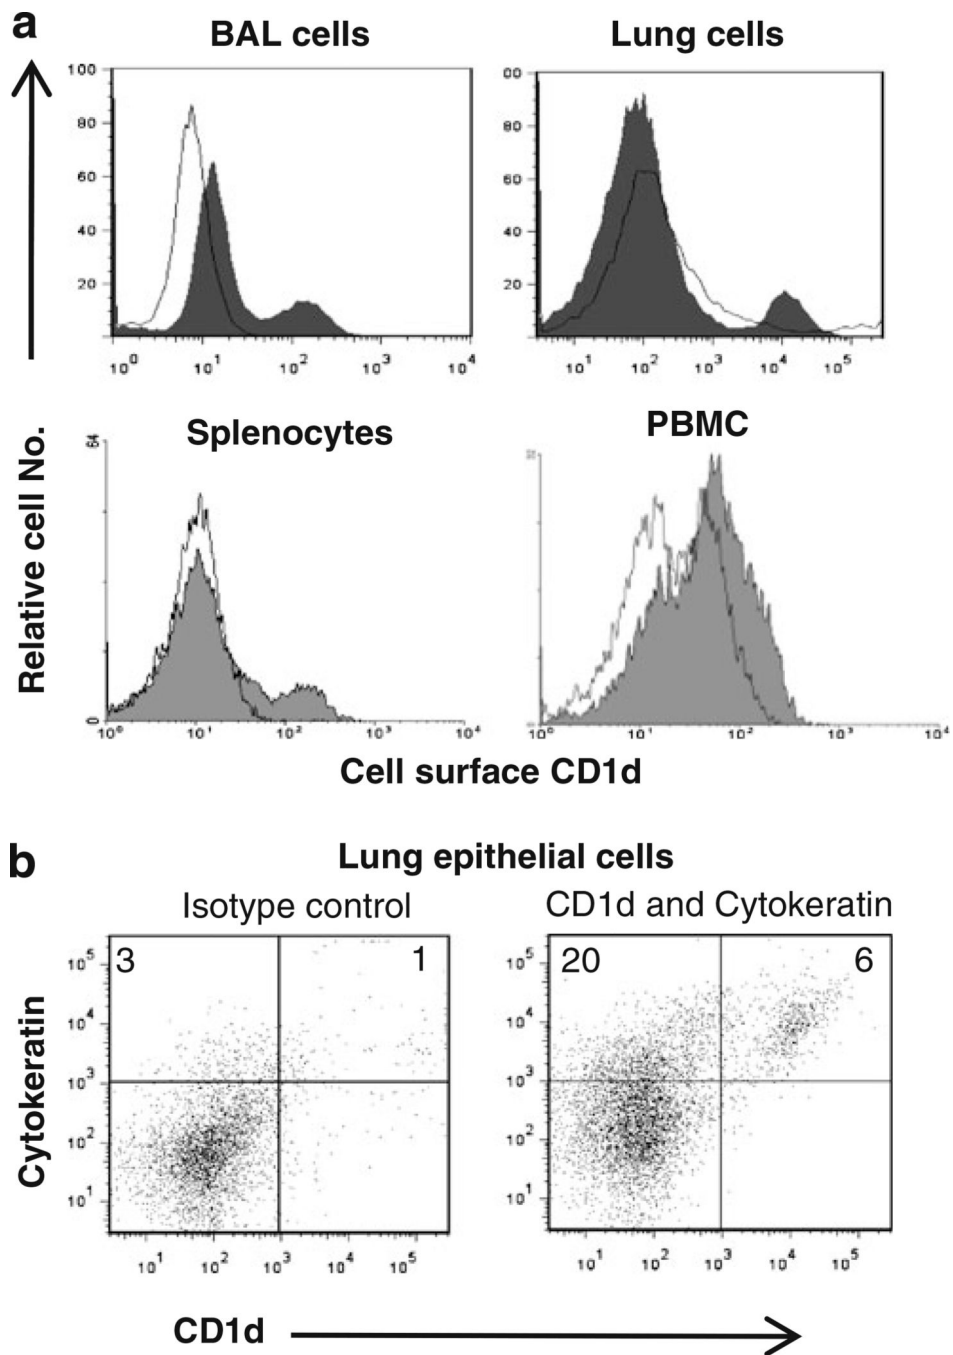 a
BAL cells
Lung cells
100
80
60
40
20
10⁰ 10¹ 10² 10³ 10⁴
00
80
60
40
20
10¹ 10² 10³ 10⁴ 10⁵
Relative cell No.
Splenocytes
PBMC
64
0
10⁰ 10¹ 10² 10³ 10⁴
10⁰ 10¹ 10² 10³ 10⁴
Cell surface CD1d
b
Lung epithelial cells
Isotype control
CD1d and Cytokeratin
Cytokeratin
3 1
10⁵
10⁴
10³
10²
10¹
10¹ 10² 10³ 10⁴ 10⁵
20 6
10⁵
10⁴
10³
10²
10¹
10¹ 10² 10³ 10⁴ 10⁵
CD1d